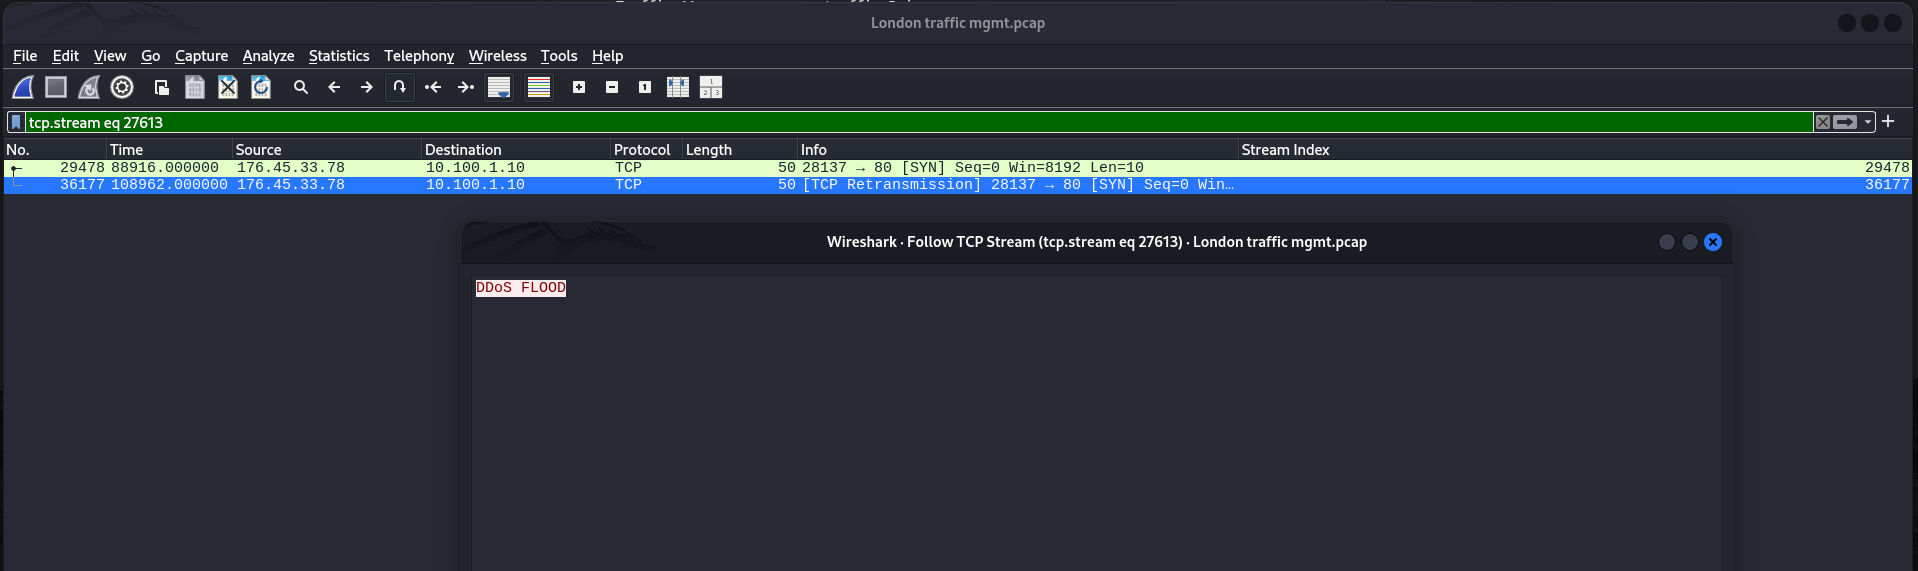 London traffic mgmt.pcap
File Edit View Go Capture Analyze Statistics Telephony Wireless Tools Help
tcp.stream eq 27613
No. Time Source Destination Protocol Length Info Stream Index
29478 88916.000000 176.45.33.78 10.100.1.10 TCP 50 28137 → 80 [SYN] Seq=0 Win=8192 Len=10 29478
36177 108962.000000 176.45.33.78 10.100.1.10 TCP 50 [TCP Retransmission] 28137 → 80 [SYN] Seq=0 Win… 36177
Wireshark · Follow TCP Stream (tcp.stream eq 27613) · London traffic mgmt.pcap
DDoS FLOOD